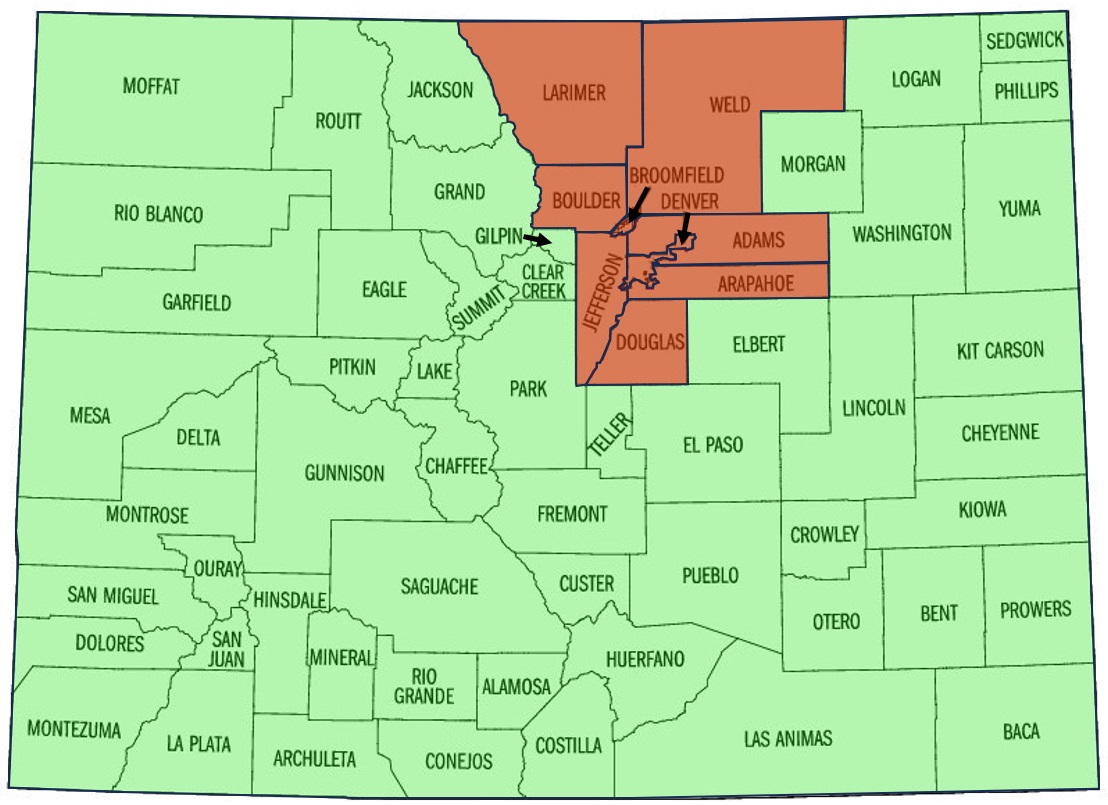 SEDGWICK
MOFFAT
JACKSON
LARIMER
WELD
LOGAN
PHILLIPS
ROUTT
MORGAN
BROOMFIELD
GRAND
BOULDER
DENVER
RIO BLANCO
YUMA
WASHINGTON
GILPIN
ADAMS
CLEAR
CREEK
ARAPAHOE
EAGLE
JEFFERSON
GARFIELD
SUMMIT
DOUGLAS
ELBERT
KIT CARSON
PITKIN
LAKE
PARK
MESA
LINCOLN
DELTA
TELLER
EL PASO
CHEYENNE
GUNNISON
CHAFFEE
MONTROSE
FREMONT
KIOWA
CROWLEY
OURAY
SAGUACHE
CUSTER
PUEBLO
SAN MIGUEL
HINSDALE
OTERO
BENT
PROWERS
DOLORES
SAN
JUAN
MINERAL
HUERFANO
RIO
GRANDE
ALAMOSA
MONTEZUMA
LA PLATA
ARCHULETA
CONEJOS
COSTILLA
LAS ANIMAS
BACA